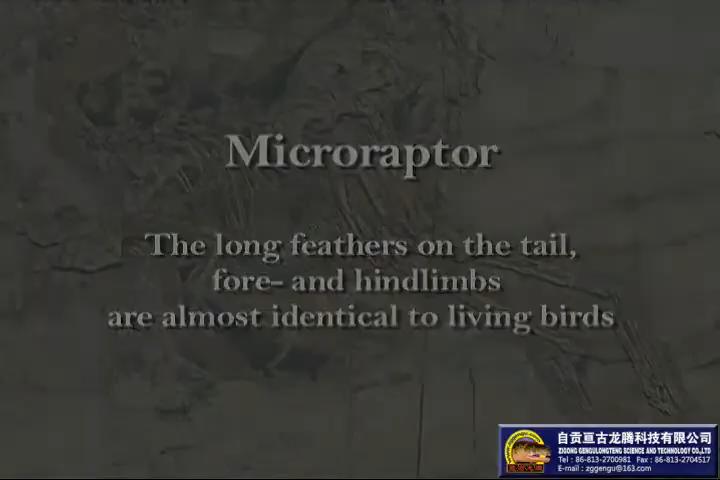 Microraptor
The long feathers on the tail,
fore- and hindlimbs
are almost identical to living birds
自贡亘古龙腾科技有限公司
ZIGONG GENGULONGTENG SCIENCE AND TECHNOLOGY CO.,LTD
Tel : 86-813-2700981 Fax : 86-813-2704517
E-mail : zggengu@163.com